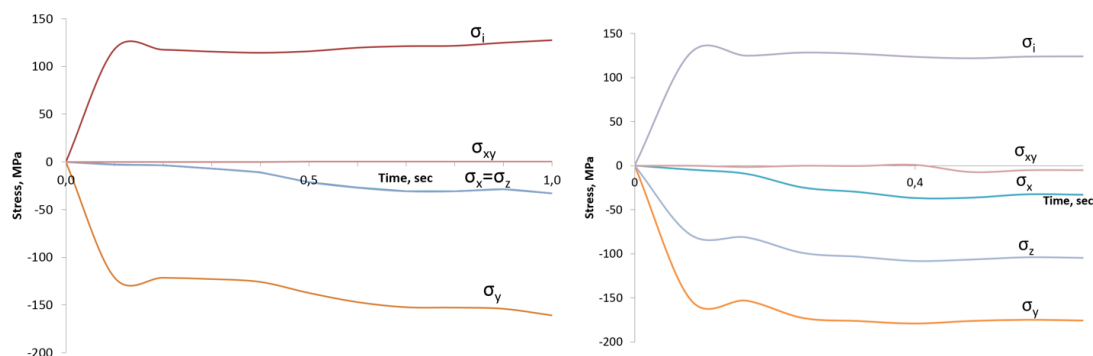 150
100
50
0
-50
-100
-150
-200
Stress, MPa
0,0
0,5
1,0
Time, sec
σi
σxy
σx=σz
σy
150
100
50
0
-50
-100
-150
-200
Stress, MPa
0
0,4
Time, sec
σi
σxy
σx
σz
σy